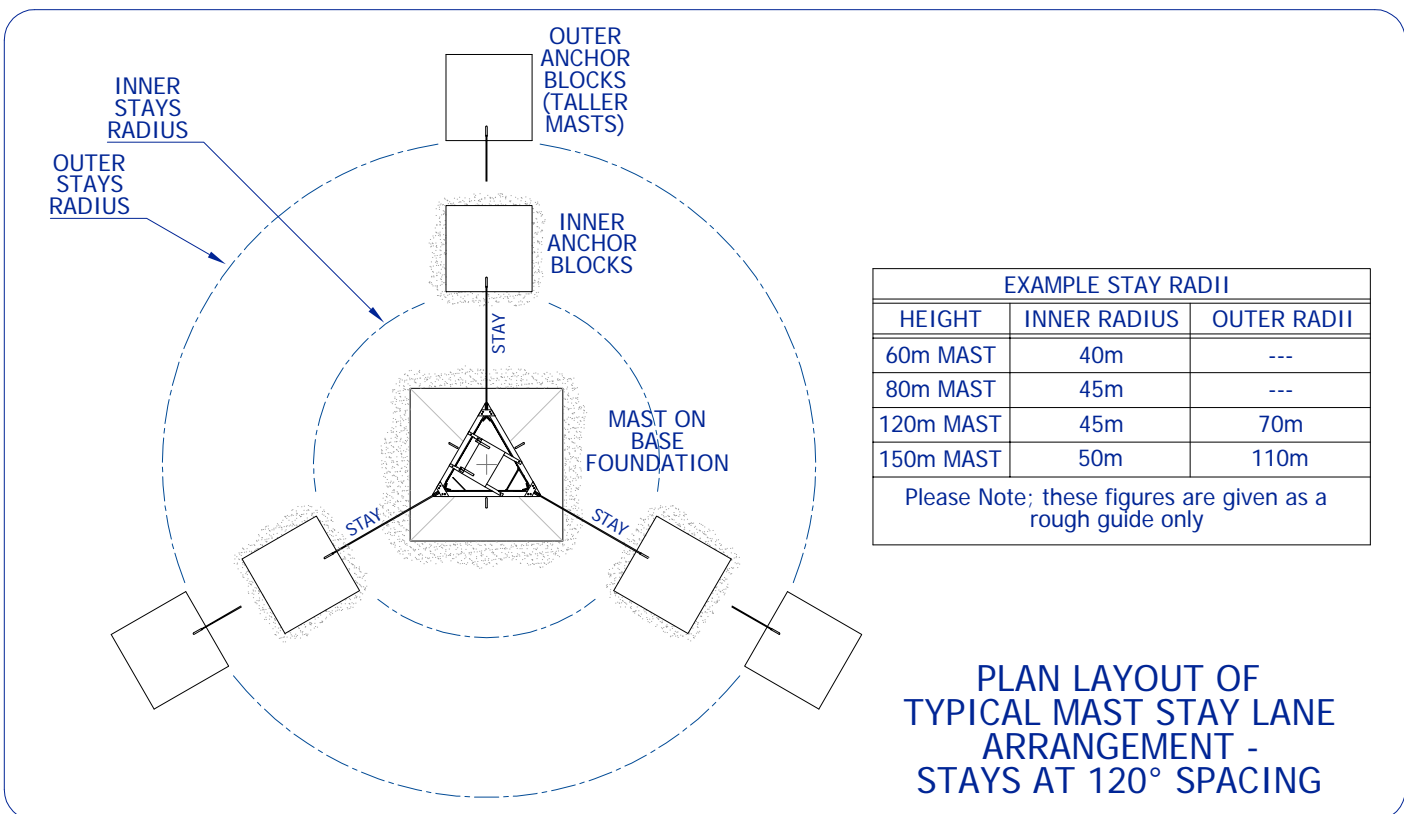 OUTER
ANCHOR
BLOCKS
(TALLER
MASTS)
INNER
STAYS
RADIUS
OUTER
STAYS
RADIUS
INNER
ANCHOR
BLOCKS
STAY
MAST ON
BASE
FOUNDATION
STAY
STAY
EXAMPLE STAY RADII
HEIGHT INNER RADIUS OUTER RADII
60m MAST 40m ---
80m MAST 45m ---
120m MAST 45m 70m
150m MAST 50m 110m
Please Note; these figures are given as a
rough guide only
PLAN LAYOUT OF
TYPICAL MAST STAY LANE
ARRANGEMENT -
STAYS AT 120° SPACING